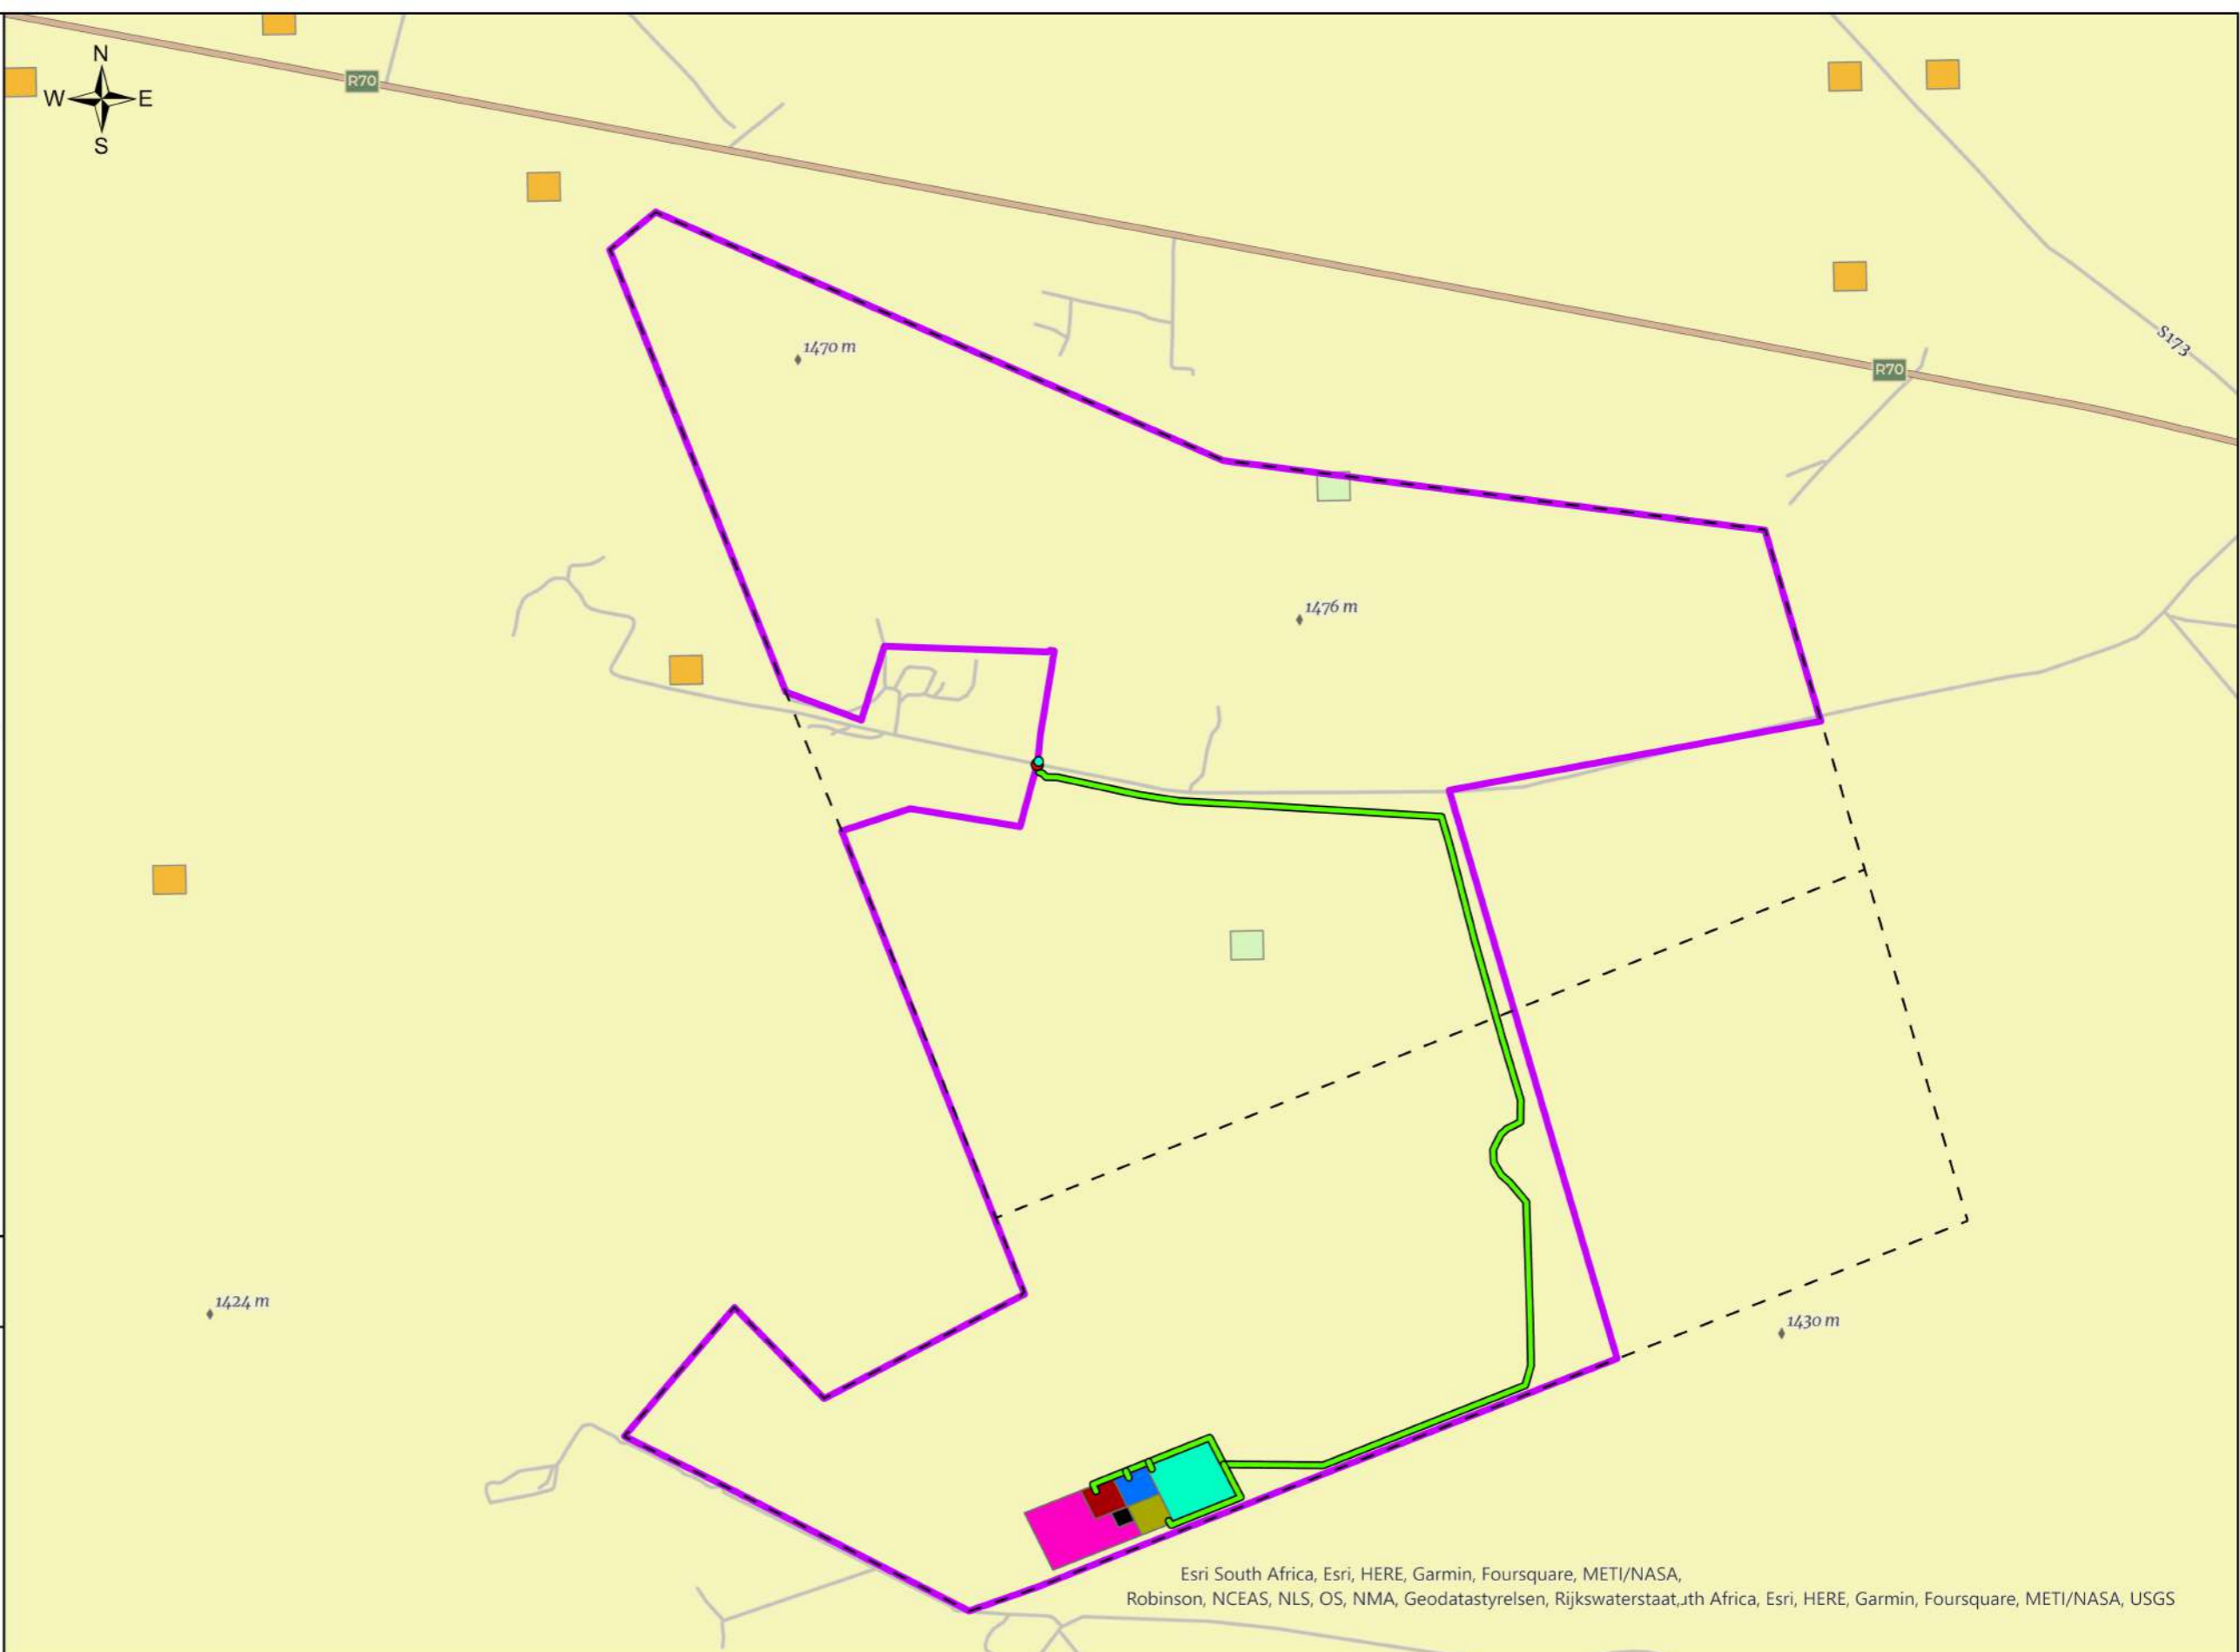 N
R70
W E
S
S173
1470 m
R70
1476 m
1424 m
1430 m
Esri South Africa, Esri, HERE, Garmin, Foursquare, METI/NASA,
Robinson, NCEAS, NLS, OS, NMA, Geodatastyrelsen, Rijkswaterstaat,uth Africa, Esri, HERE, Garmin, Foursquare, METI/NASA, USGS